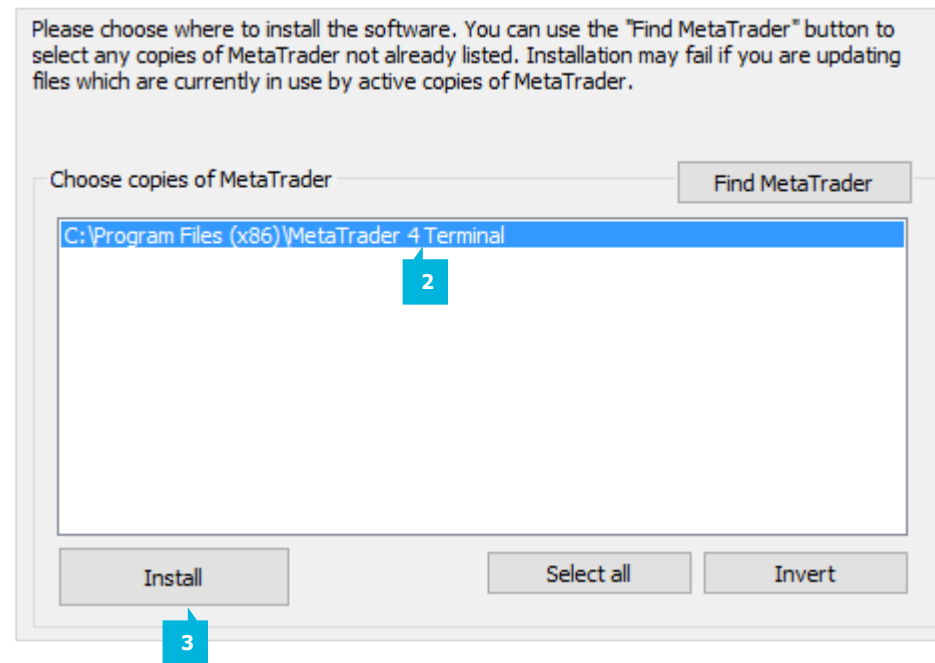 Please choose where to install the software. You can use the "Find MetaTrader" button to
select any copies of MetaTrader not already listed. Installation may fail if you are updating
files which are currently in use by active copies of MetaTrader.
Choose copies of MetaTrader
Find MetaTrader
C:\Program Files (x86)\MetaTrader 4 Terminal
2
Install
Select all
Invert
3